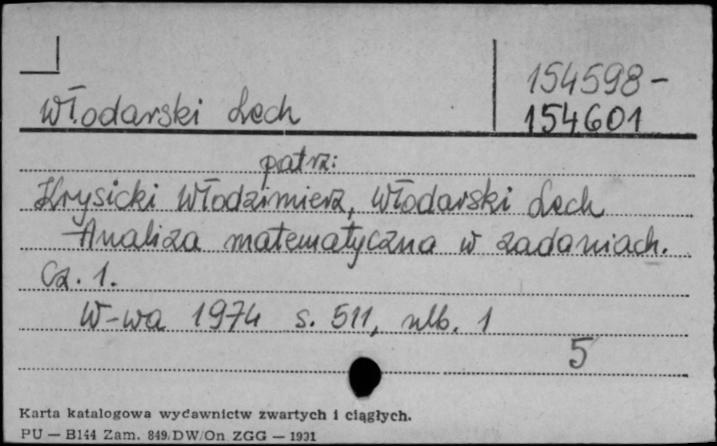 154598-
Włodarski Lech 154601
patrz:
Krysicki Włodzimierz, Włodarski Lech
Analiza matematyczna w zadaniach.
Cz. 1.
W-wa 1974 s. 511, nlb. 1
5
Karta katalogowa wydawnictw zwartych i ciągłych.
PU — B144 Zam. 849/DW/On ZGG — 1931